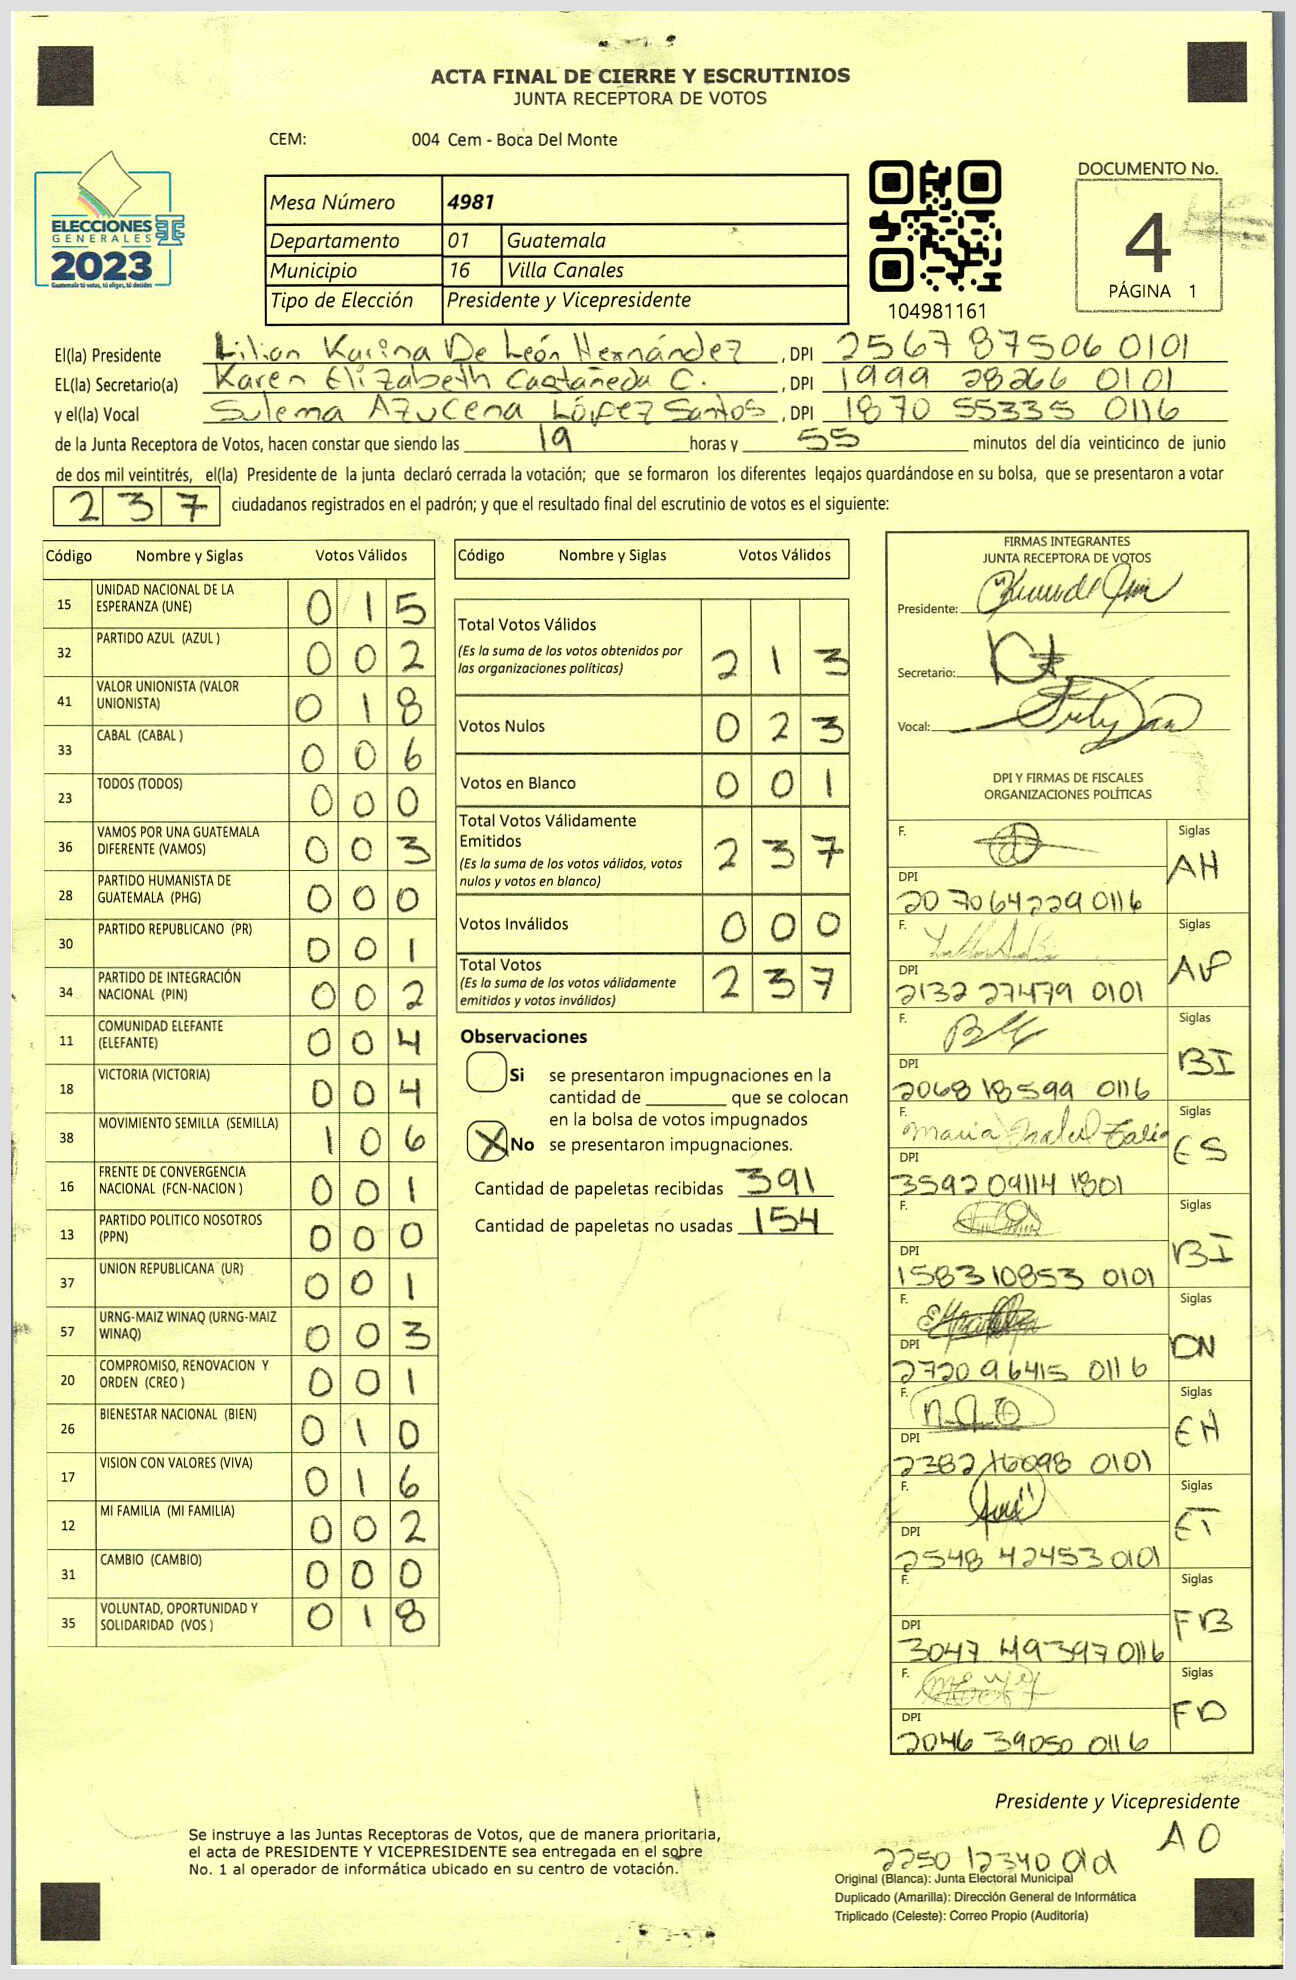 ACTA FINAL DE CIERRE Y ESCRUTINIOS
JUNTA RECEPTORA DE VOTOS
CEM: 004 Cem - Boca Del Monte
ELECCIONES
GENERALES
2023
Guatemala tú votas, tú eliges, tú decides
Mesa Número 4981
Departamento 01 Guatemala
Municipio 16 Villa Canales
Tipo de Elección Presidente y Vicepresidente
104981161
DOCUMENTO No.
4
PÁGINA 1
El(la) Presidente Lilian Karina De León Hernández , DPI 2567 87506 0101
EL(la) Secretario(a) Karen Elizabeth Castañeda C. , DPI 1999 28266 0101
y el(la) Vocal Sulema Azucena López Santos , DPI 1870 55335 0116
de la Junta Receptora de Votos, hacen constar que siendo las 19 horas y 55 minutos del día veinticinco de junio
de dos mil veintitrés, el(la) Presidente de la junta declaró cerrada la votación; que se formaron los diferentes legajos quardándose en su bolsa, que se presentaron a votar
237 ciudadanos registrados en el padrón; y que el resultado final del escrutinio de votos es el siguiente:
Código Nombre y Siglas Votos Válidos
15 UNIDAD NACIONAL DE LA ESPERANZA (UNE) 015
32 PARTIDO AZUL (AZUL ) 002
41 VALOR UNIONISTA (VALOR UNIONISTA) 018
33 CABAL (CABAL ) 006
23 TODOS (TODOS) 000
36 VAMOS POR UNA GUATEMALA DIFERENTE (VAMOS) 003
28 PARTIDO HUMANISTA DE GUATEMALA (PHG) 000
30 PARTIDO REPUBLICANO (PR) 001
34 PARTIDO DE INTEGRACIÓN NACIONAL (PIN) 002
11 COMUNIDAD ELEFANTE (ELEFANTE) 004
18 VICTORIA (VICTORIA) 004
38 MOVIMIENTO SEMILLA (SEMILLA) 106
16 FRENTE DE CONVERGENCIA NACIONAL (FCN-NACION ) 001
13 PARTIDO POLITICO NOSOTROS (PPN) 000
37 UNION REPUBLICANA (UR) 001
57 URNG-MAIZ WINAQ (URNG-MAIZ WINAQ) 003
20 COMPROMISO, RENOVACION Y ORDEN (CREO ) 001
26 BIENESTAR NACIONAL (BIEN) 010
17 VISION CON VALORES (VIVA) 016
12 MI FAMILIA (MI FAMILIA) 002
31 CAMBIO (CAMBIO) 000
35 VOLUNTAD, OPORTUNIDAD Y SOLIDARIDAD (VOS ) 018
Código Nombre y Siglas Votos Válidos
Total Votos Válidos 213
(Es la suma de los votos obtenidos por
las organizaciones políticas)
Votos Nulos 023
Votos en Blanco 001
Total Votos Válidamente
Emitidos 237
(Es la suma de los votos válidos, votos
nulos y votos en blanco)
Votos Inválidos 000
Total Votos 237
(Es la suma de los votos válidamente
emitidos y votos inválidos)
Observaciones
Si se presentaron impugnaciones en la
cantidad de ________ que se colocan
en la bolsa de votos impugnados
X No se presentaron impugnaciones.
Cantidad de papeletas recibidas 391
Cantidad de papeletas no usadas 154
FIRMAS INTEGRANTES
JUNTA RECEPTORA DE VOTOS
Presidente:
Secretario:
Vocal:
DPI Y FIRMAS DE FISCALES
ORGANIZACIONES POLÍTICAS
F. Siglas AH
DPI 20 7064229 0116
F. Siglas AP
DPI 2132 27479 0101
F. Siglas BI
DPI 2068 18599 0116
F. Maria Siglas ES
DPI 3592 09114 1801
F. Siglas BI
DPI 1583 10853 0101
F. Siglas DN
DPI 2720 96415 0116
F. Siglas EH
DPI 2382 16098 0101
F. Siglas ET
DPI 2548 42453 0101
F. Siglas FB
DPI 3047 49397 0116
F. Siglas FD
DPI 2046 39050 0116
Presidente y Vicepresidente
AO
2250 12340
Se instruye a las Juntas Receptoras de Votos, que de manera prioritaria,
el acta de PRESIDENTE Y VICEPRESIDENTE sea entregada en el sobre
No. 1 al operador de informática ubicado en su centro de votación.
Original (Blanca): Junta Electoral Municipal
Duplicado (Amarilla): Dirección General de Informática
Triplicado (Celeste): Correo Propio (Auditoría)